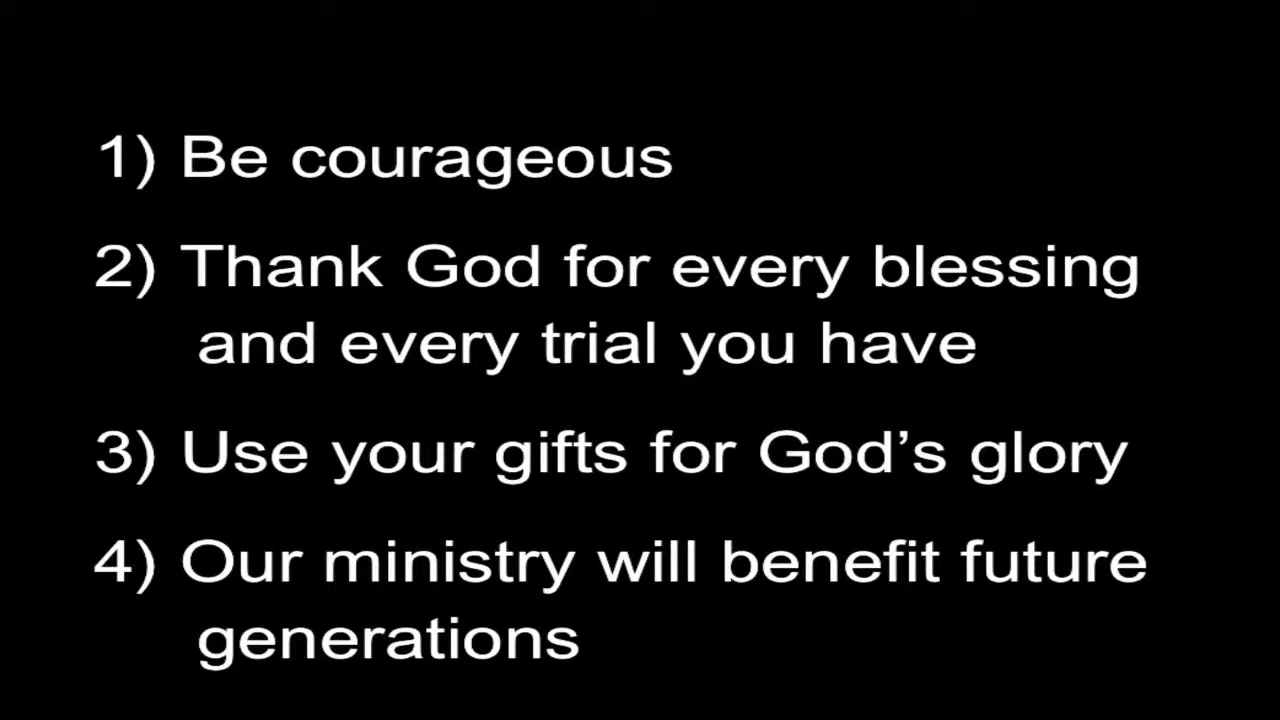 1) Be courageous
2) Thank God for every blessing
and every trial you have
3) Use your gifts for God’s glory
4) Our ministry will benefit future
generations